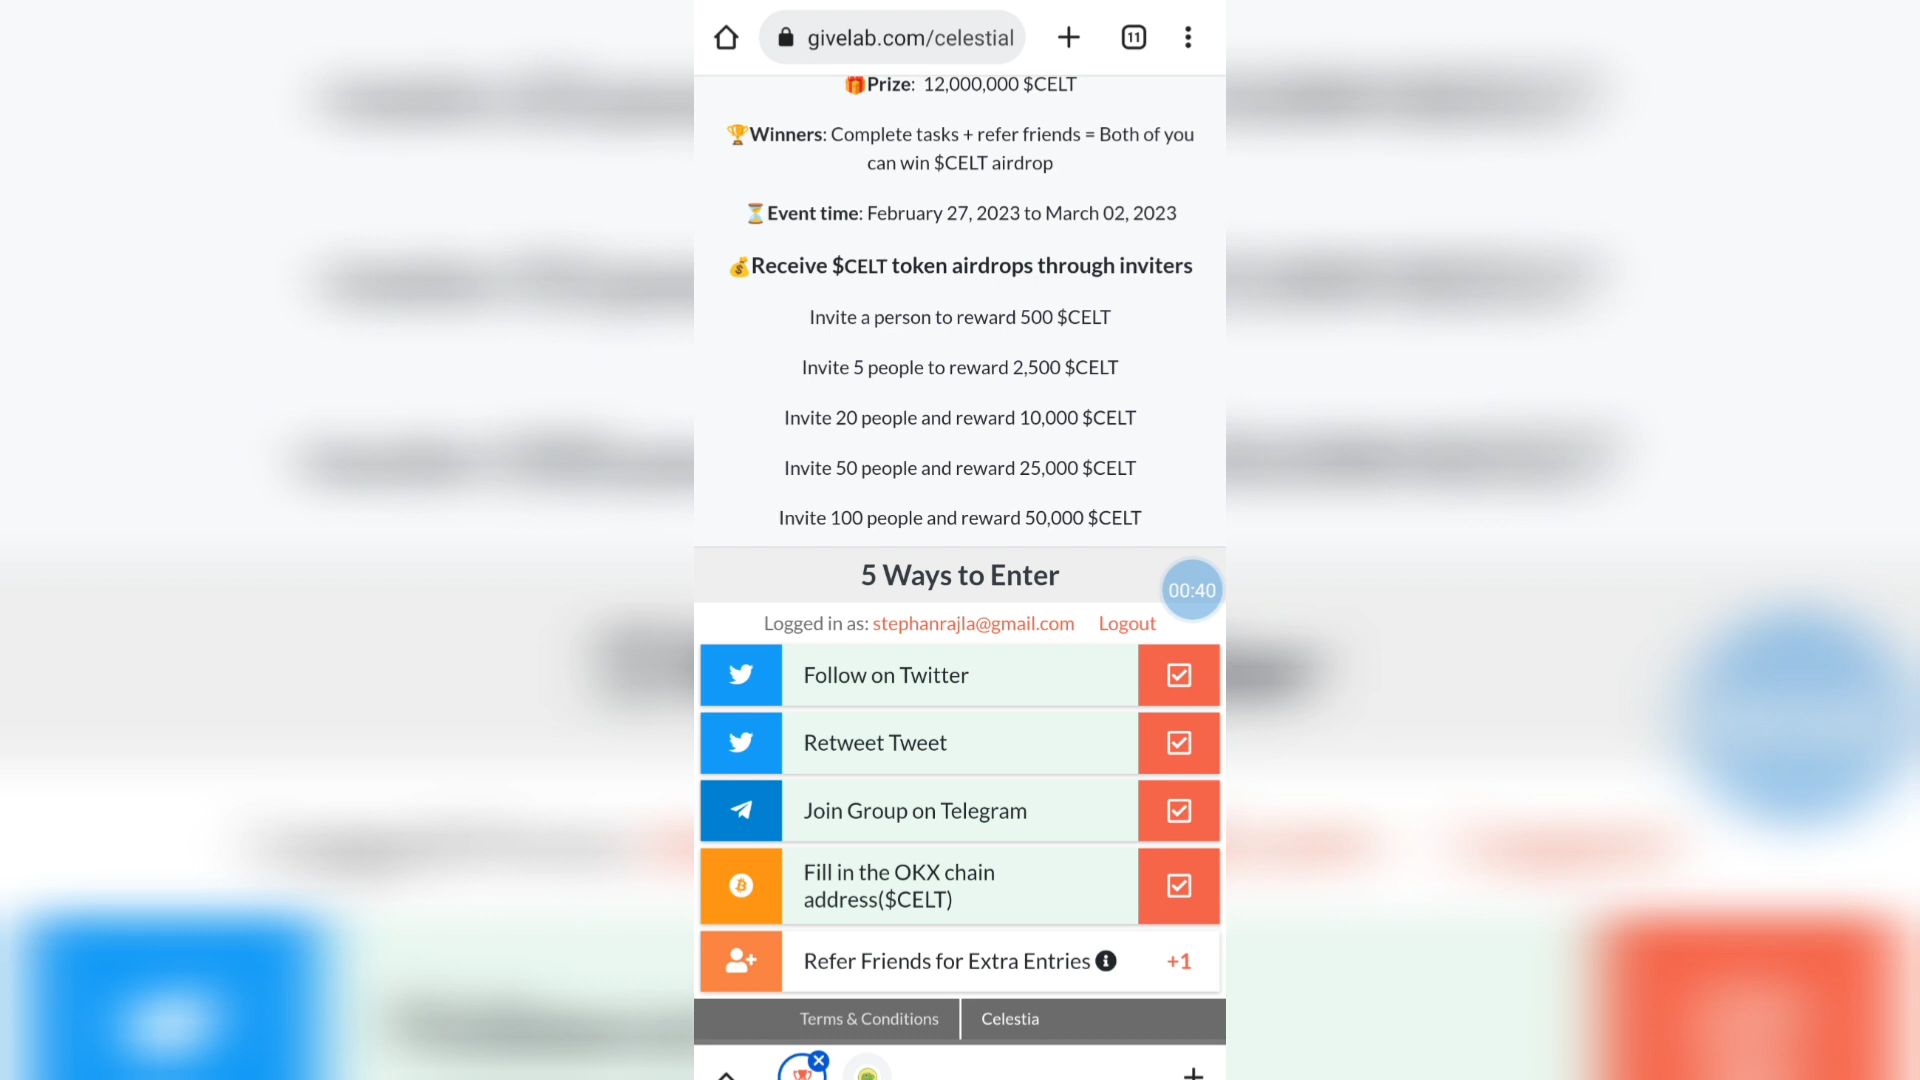 givelab.com/celestial
11
🎁Prize: 12,000,000 $CELT
🏆Winners: Complete tasks + refer friends = Both of you
can win $CELT airdrop
⏳Event time: February 27, 2023 to March 02, 2023
💰Receive $CELT token airdrops through inviters
Invite a person to reward 500 $CELT
Invite 5 people to reward 2,500 $CELT
Invite 20 people and reward 10,000 $CELT
Invite 50 people and reward 25,000 $CELT
Invite 100 people and reward 50,000 $CELT
5 Ways to Enter
00:40
Logged in as: stephanrajla@gmail.com Logout
Follow on Twitter
Retweet Tweet
Join Group on Telegram
Fill in the OKX chain
address($CELT)
Refer Friends for Extra Entries +1
Terms & Conditions Celestia